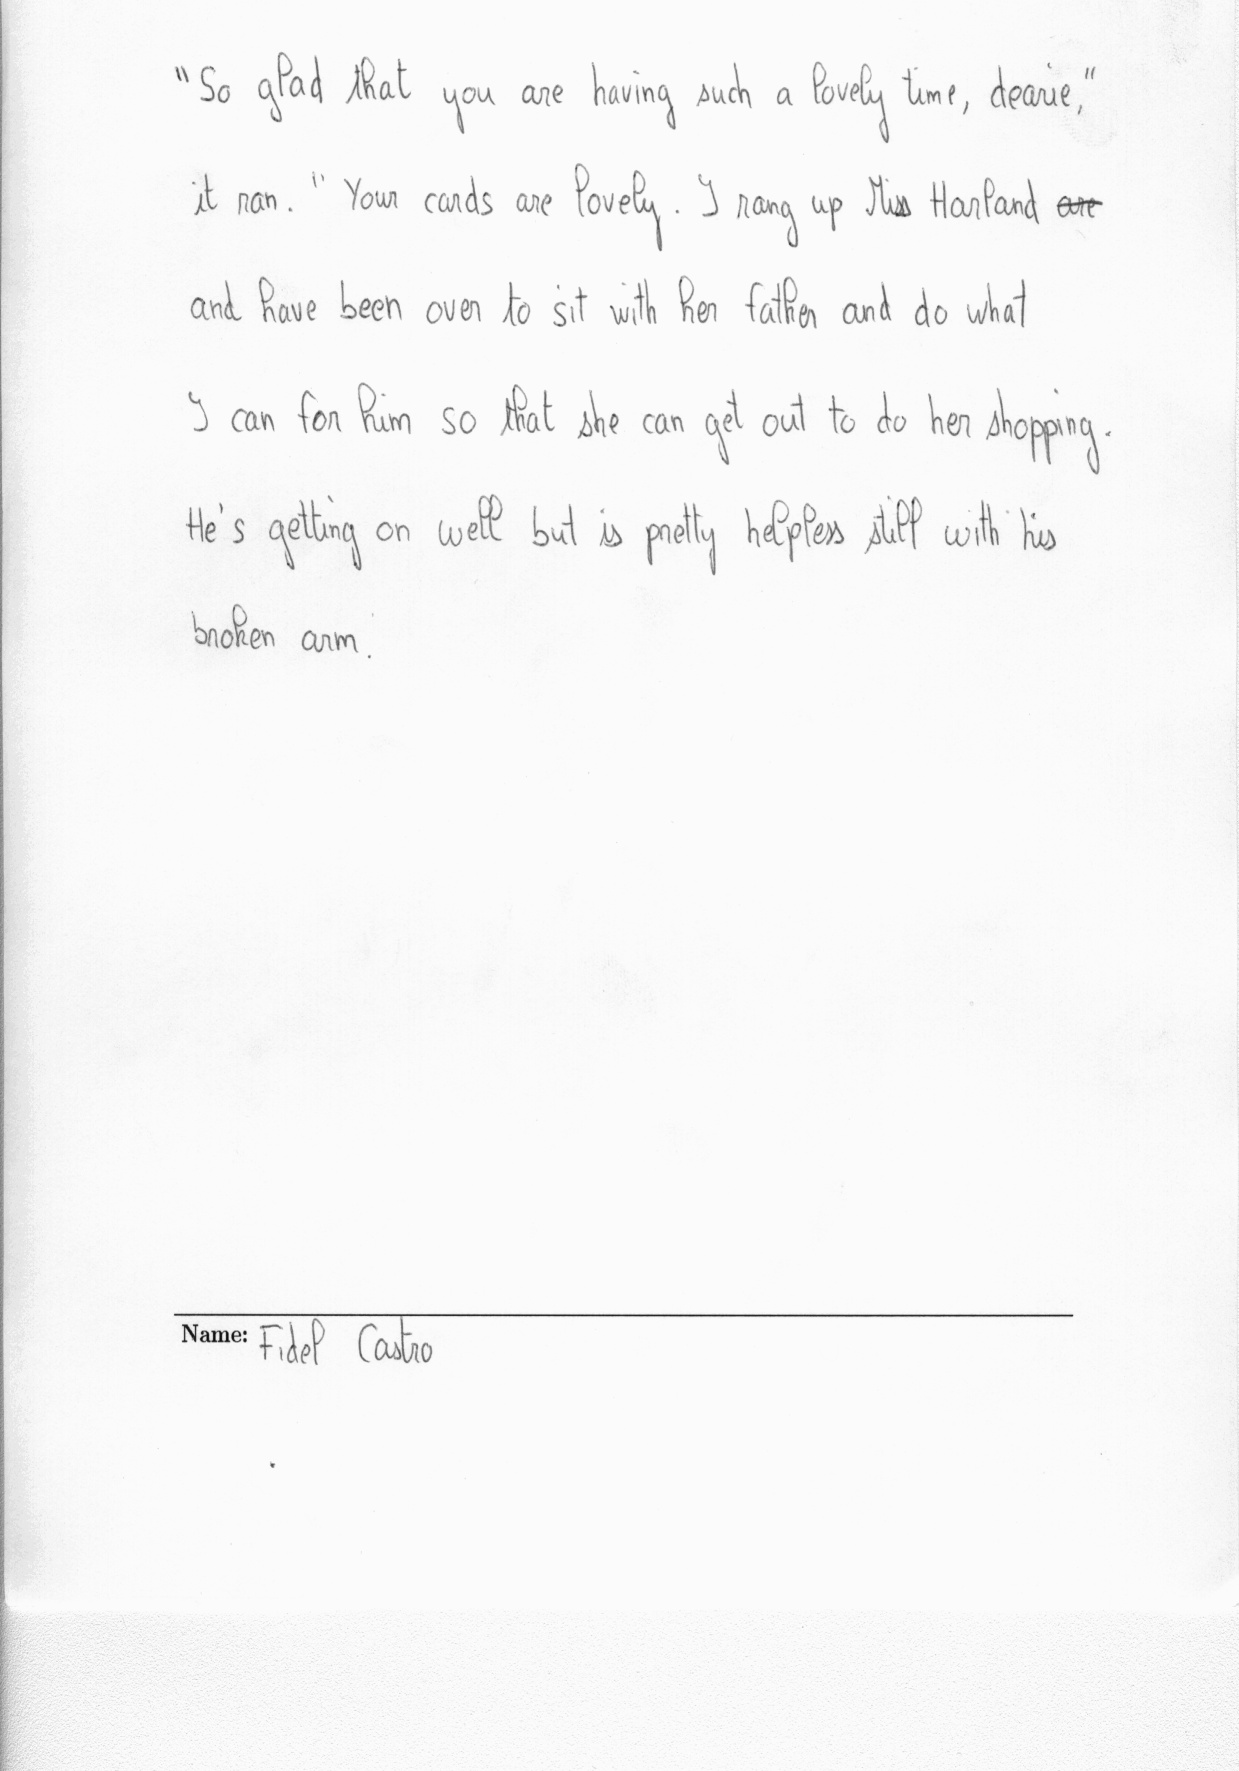 "So glad that you are having such a lovely time, dearie,"
it ran. "Your cards are lovely. I rang up Miss Harland are
and have been over to sit with her father and do what
I can for him so that she can get out to do her shopping.
He's getting on well but is pretty helpless still with his
broken arm.
Name: Fidel Castro